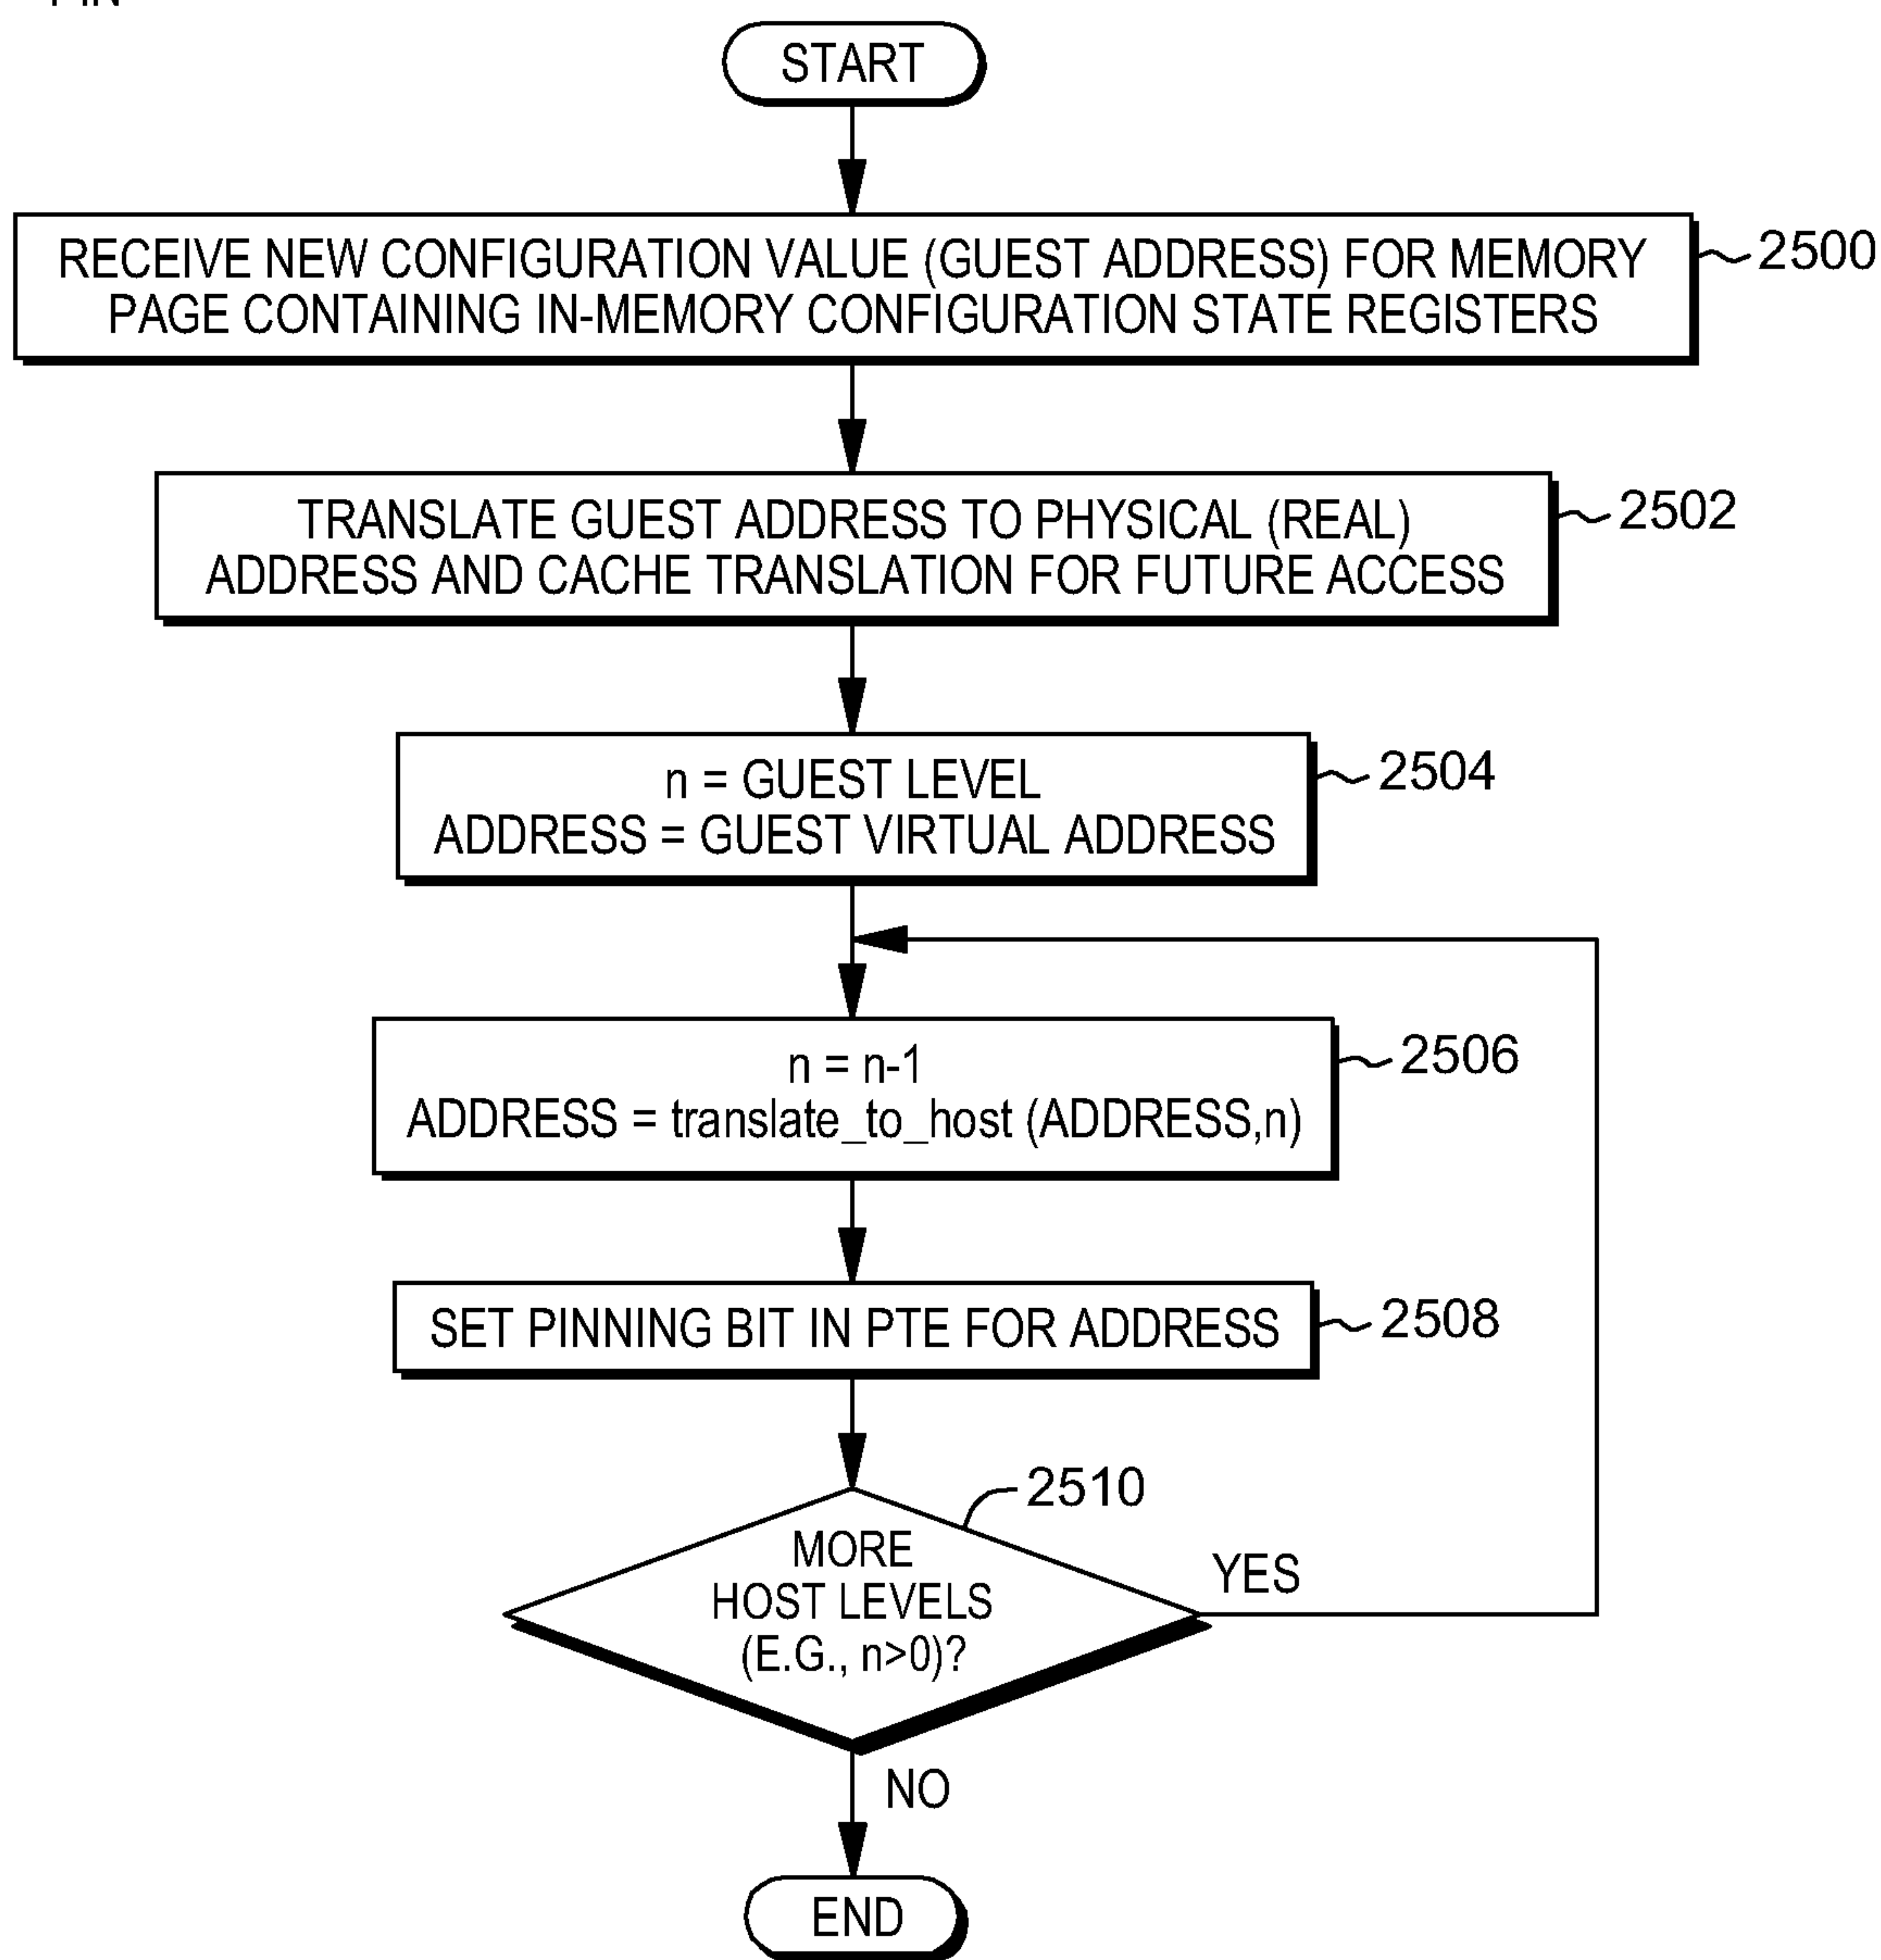 PIN
START
RECEIVE NEW CONFIGURATION VALUE (GUEST ADDRESS) FOR MEMORY
PAGE CONTAINING IN-MEMORY CONFIGURATION STATE REGISTERS
2500
TRANSLATE GUEST ADDRESS TO PHYSICAL (REAL)
ADDRESS AND CACHE TRANSLATION FOR FUTURE ACCESS
2502
n = GUEST LEVEL
ADDRESS = GUEST VIRTUAL ADDRESS
2504
n = n-1
ADDRESS = translate_to_host (ADDRESS,n)
2506
SET PINNING BIT IN PTE FOR ADDRESS
2508
2510
MORE
HOST LEVELS
(E.G., n>0)?
YES
NO
END